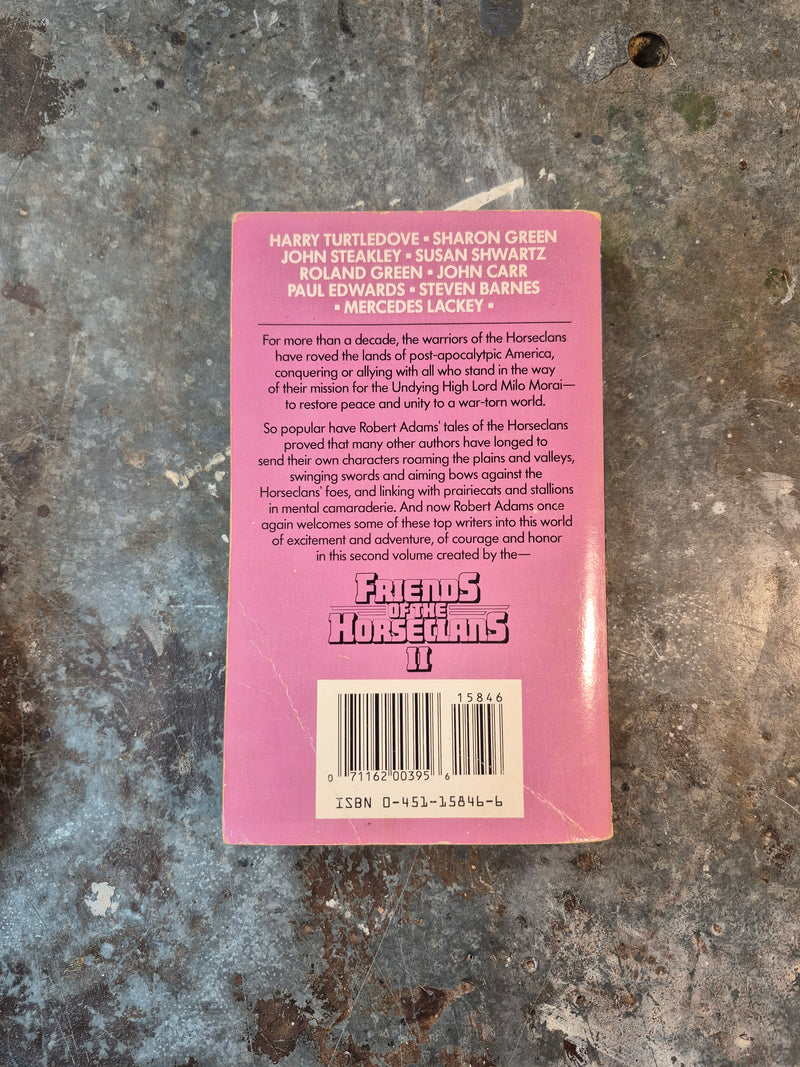 HARRY TURTLEDOVE ▪ SHARON GREEN
JOHN STEAKLEY ▪ SUSAN SHWARTZ
ROLAND GREEN ▪ JOHN CARR
PAUL EDWARDS ▪ STEVEN BARNES
▪ MERCEDES LACKEY ▪
For more than a decade, the warriors of the Horseclans
have roved the lands of post-apocalytpic America,
conquering or allying with all who stand in the way
of their mission for the Undying High Lord Milo Morai—
to restore peace and unity to a war-torn world.
So popular have Robert Adams' tales of the Horseclans
proved that many other authors have longed to
send their own characters roaming the plains and valleys,
swinging swords and aiming bows against the
Horseclans' foes, and linking with prairiecats and stallions
in mental camaraderie. And now Robert Adams once
again welcomes some of these top writers into this world
of excitement and adventure, of courage and honor
in this second volume created by the—
FRIENDS
OF THE
HORSECLANS
II
15846
0 71162 00395 6
ISBN 0-451-15846-6